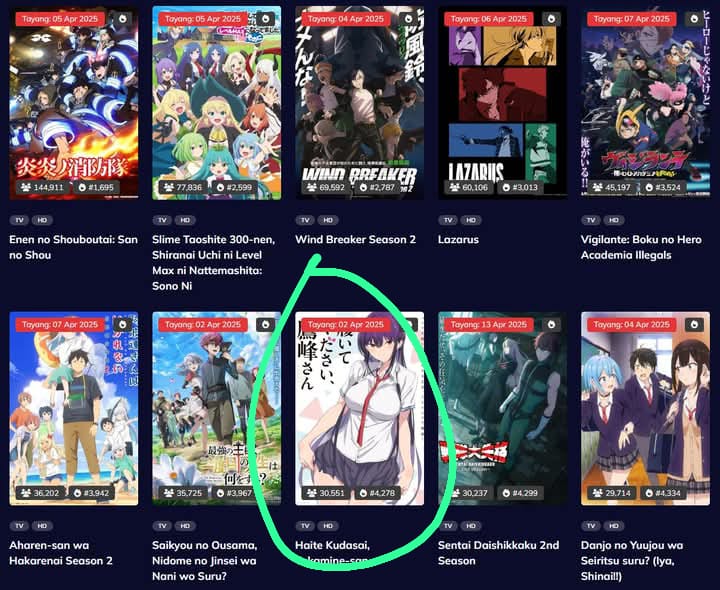 Tayang: 05 Apr 2025
Tayang: 05 Apr 2025
Tayang: 04 Apr 2025
Tayang: 06 Apr 2025
Tayang: 07 Apr 2025
炎炎ノ消防隊
防風鈴、
WIND BREAKER
LAZARUS
ヒーローじゃないけど
俺がいる!!
144,911 #1,695
77,836 #2,599
69,592 #2,787
60,106 #3,013
45,197 #3,524
TV HD
TV HD
TV HD
TV HD
TV HD
Enen no Shouboutai: San
no Shou
Slime Taoshite 300-nen,
Shiranai Uchi ni Level
Max ni Nattemashita:
Sono Ni
Wind Breaker Season 2
Lazarus
Vigilante: Boku no Hero
Academia Illegals
Tayang: 07 Apr 2025
Tayang: 02 Apr 2025
Tayang: 02 Apr 2025
Tayang: 13 Apr 2025
Tayang: 04 Apr 2025
履いて
ください、
鷹峰さん
36,202 #3,942
35,725 #3,967
30,551 #4,278
30,237 #4,299
29,714 #4,334
TV HD
TV HD
TV HD
TV HD
TV HD
Aharen-san wa
Hakarenai Season 2
Saikyou no Ousama,
Nidome no Jinsei wa
Nani wo Suru?
Haite Kudasai,
Sentai Daishikkaku 2nd
Season
Danjo no Yuujou wa
Seiritsu suru? (Iya,
Shinai!!)